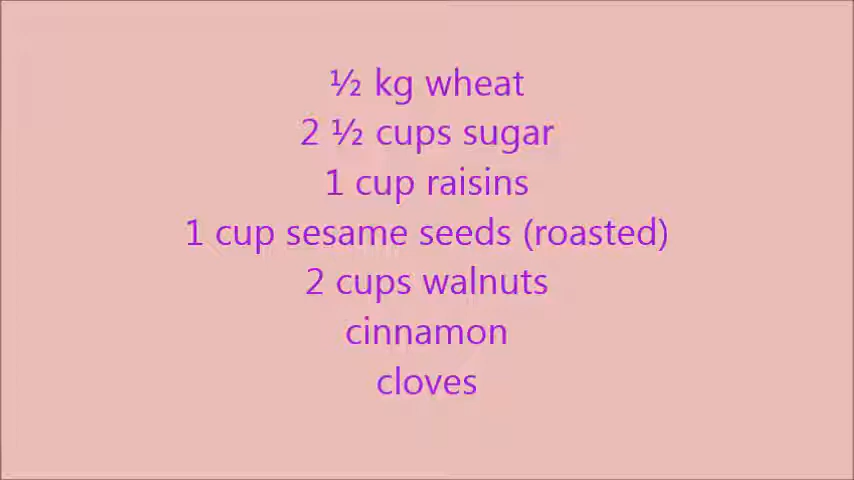 ½ kg wheat
2 ½ cups sugar
1 cup raisins
1 cup sesame seeds (roasted)
2 cups walnuts
cinnamon
cloves